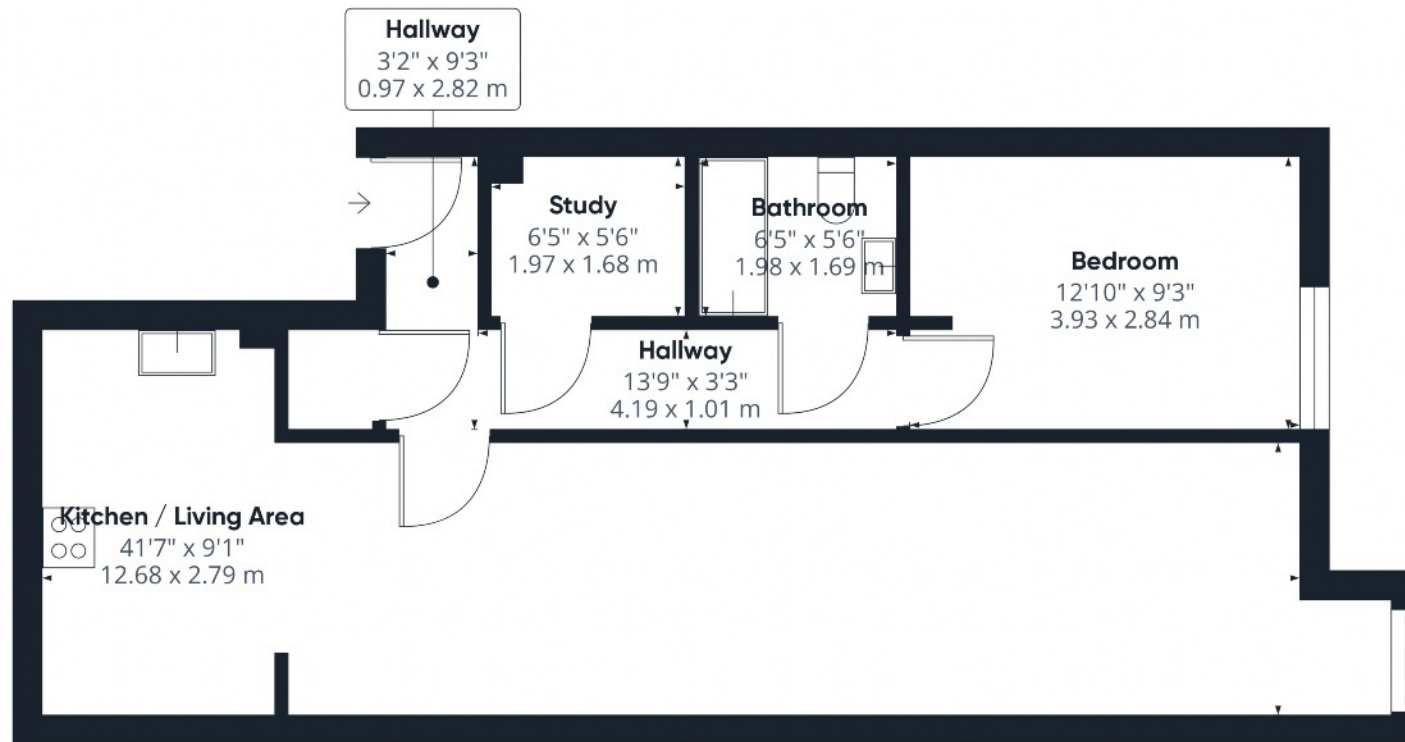 Hallway
3'2" x 9'3"
0.97 x 2.82 m
Study
6'5" x 5'6"
1.97 x 1.68 m
Bathroom
6'5" x 5'6"
1.98 x 1.69 m
Bedroom
12'10" x 9'3"
3.93 x 2.84 m
Hallway
13'9" x 3'3"
4.19 x 1.01 m
Kitchen / Living Area
41'7" x 9'1"
12.68 x 2.79 m